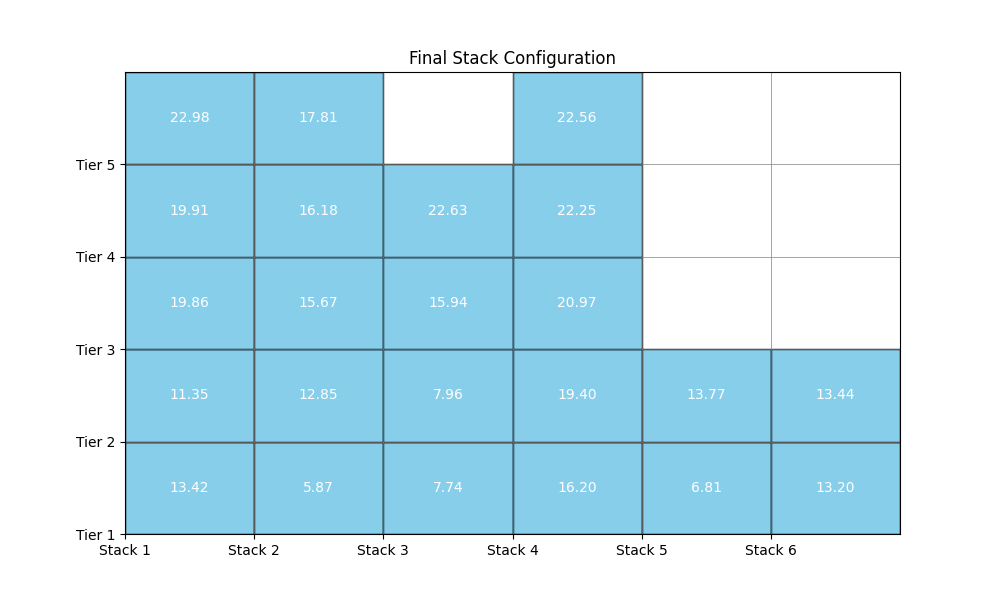 Final Stack Configuration
22.98 17.81 22.56
Tier 5
19.91 16.18 22.63 22.25
Tier 4
19.86 15.67 15.94 20.97
Tier 3
11.35 12.85 7.96 19.40 13.77 13.44
Tier 2
13.42 5.87 7.74 16.20 6.81 13.20
Tier 1
Stack 1 Stack 2 Stack 3 Stack 4 Stack 5 Stack 6